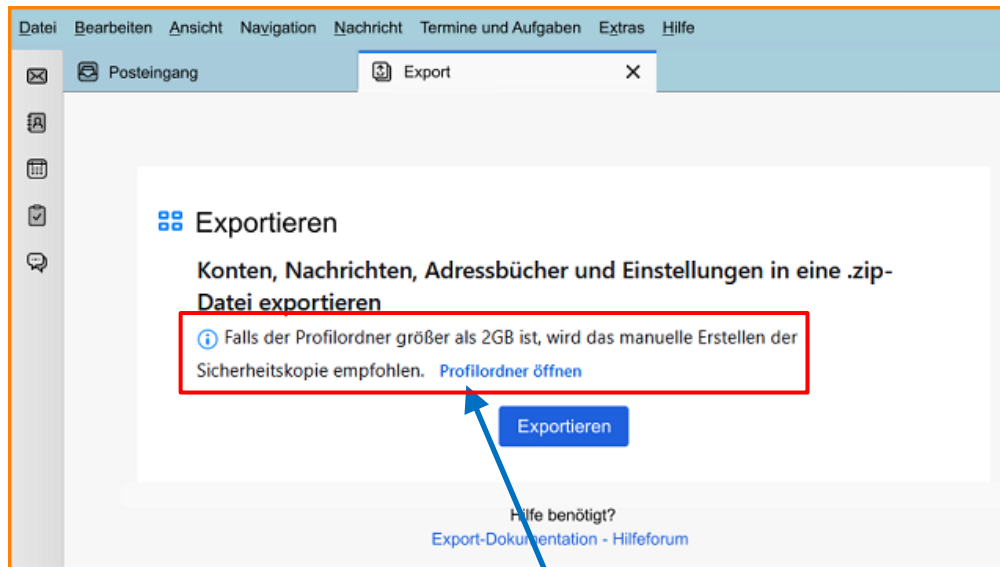 Datei Bearbeiten Ansicht Navigation Nachricht Termine und Aufgaben Extras Hilfe
Posteingang Export
Exportieren
Konten, Nachrichten, Adressbücher und Einstellungen in eine .zip-
Datei exportieren
Falls der Profilordner größer als 2GB ist, wird das manuelle Erstellen der
Sicherheitskopie empfohlen. Profilordner öffnen
Exportieren
Hilfe benötigt?
Export-Dokumentation - Hilfeforum